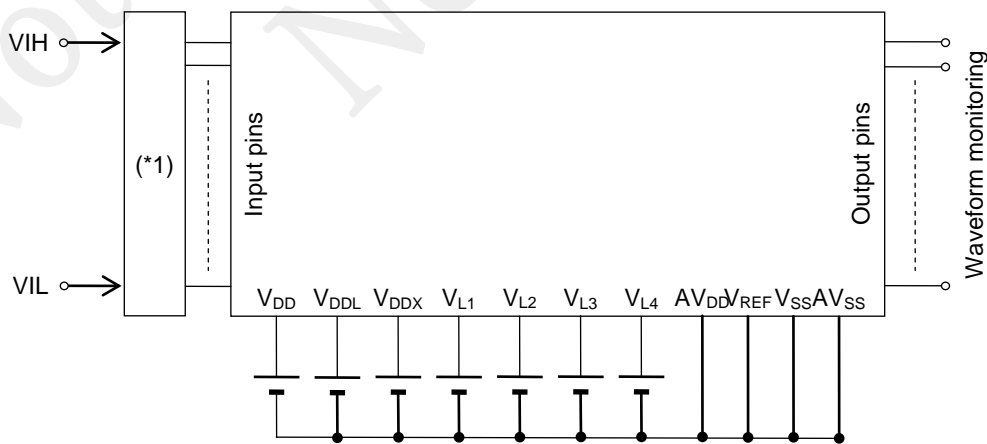 VIH
VIL
(*1)
Input pins
Output pins
Waveform monitoring
VDD VDDL VDDX VL1 VL2 VL3 VL4 AVDD VREF VSS AVSS